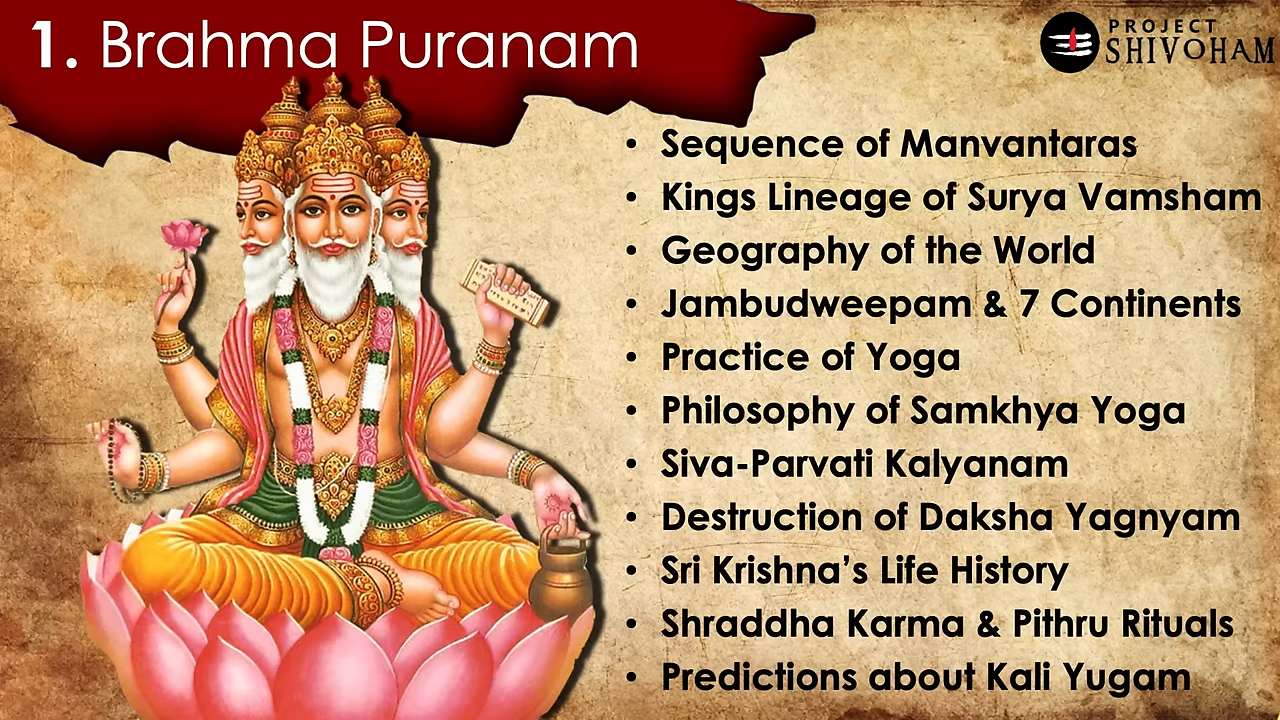 1. Brahma Puranam
PROJECT
SHIVOHAM
• Sequence of Manvantaras
• Kings Lineage of Surya Vamsham
• Geography of the World
• Jambudweepam & 7 Continents
• Practice of Yoga
• Philosophy of Samkhya Yoga
• Siva-Parvati Kalyanam
• Destruction of Daksha Yagnyam
• Sri Krishna’s Life History
• Shraddha Karma & Pithru Rituals
• Predictions about Kali Yugam